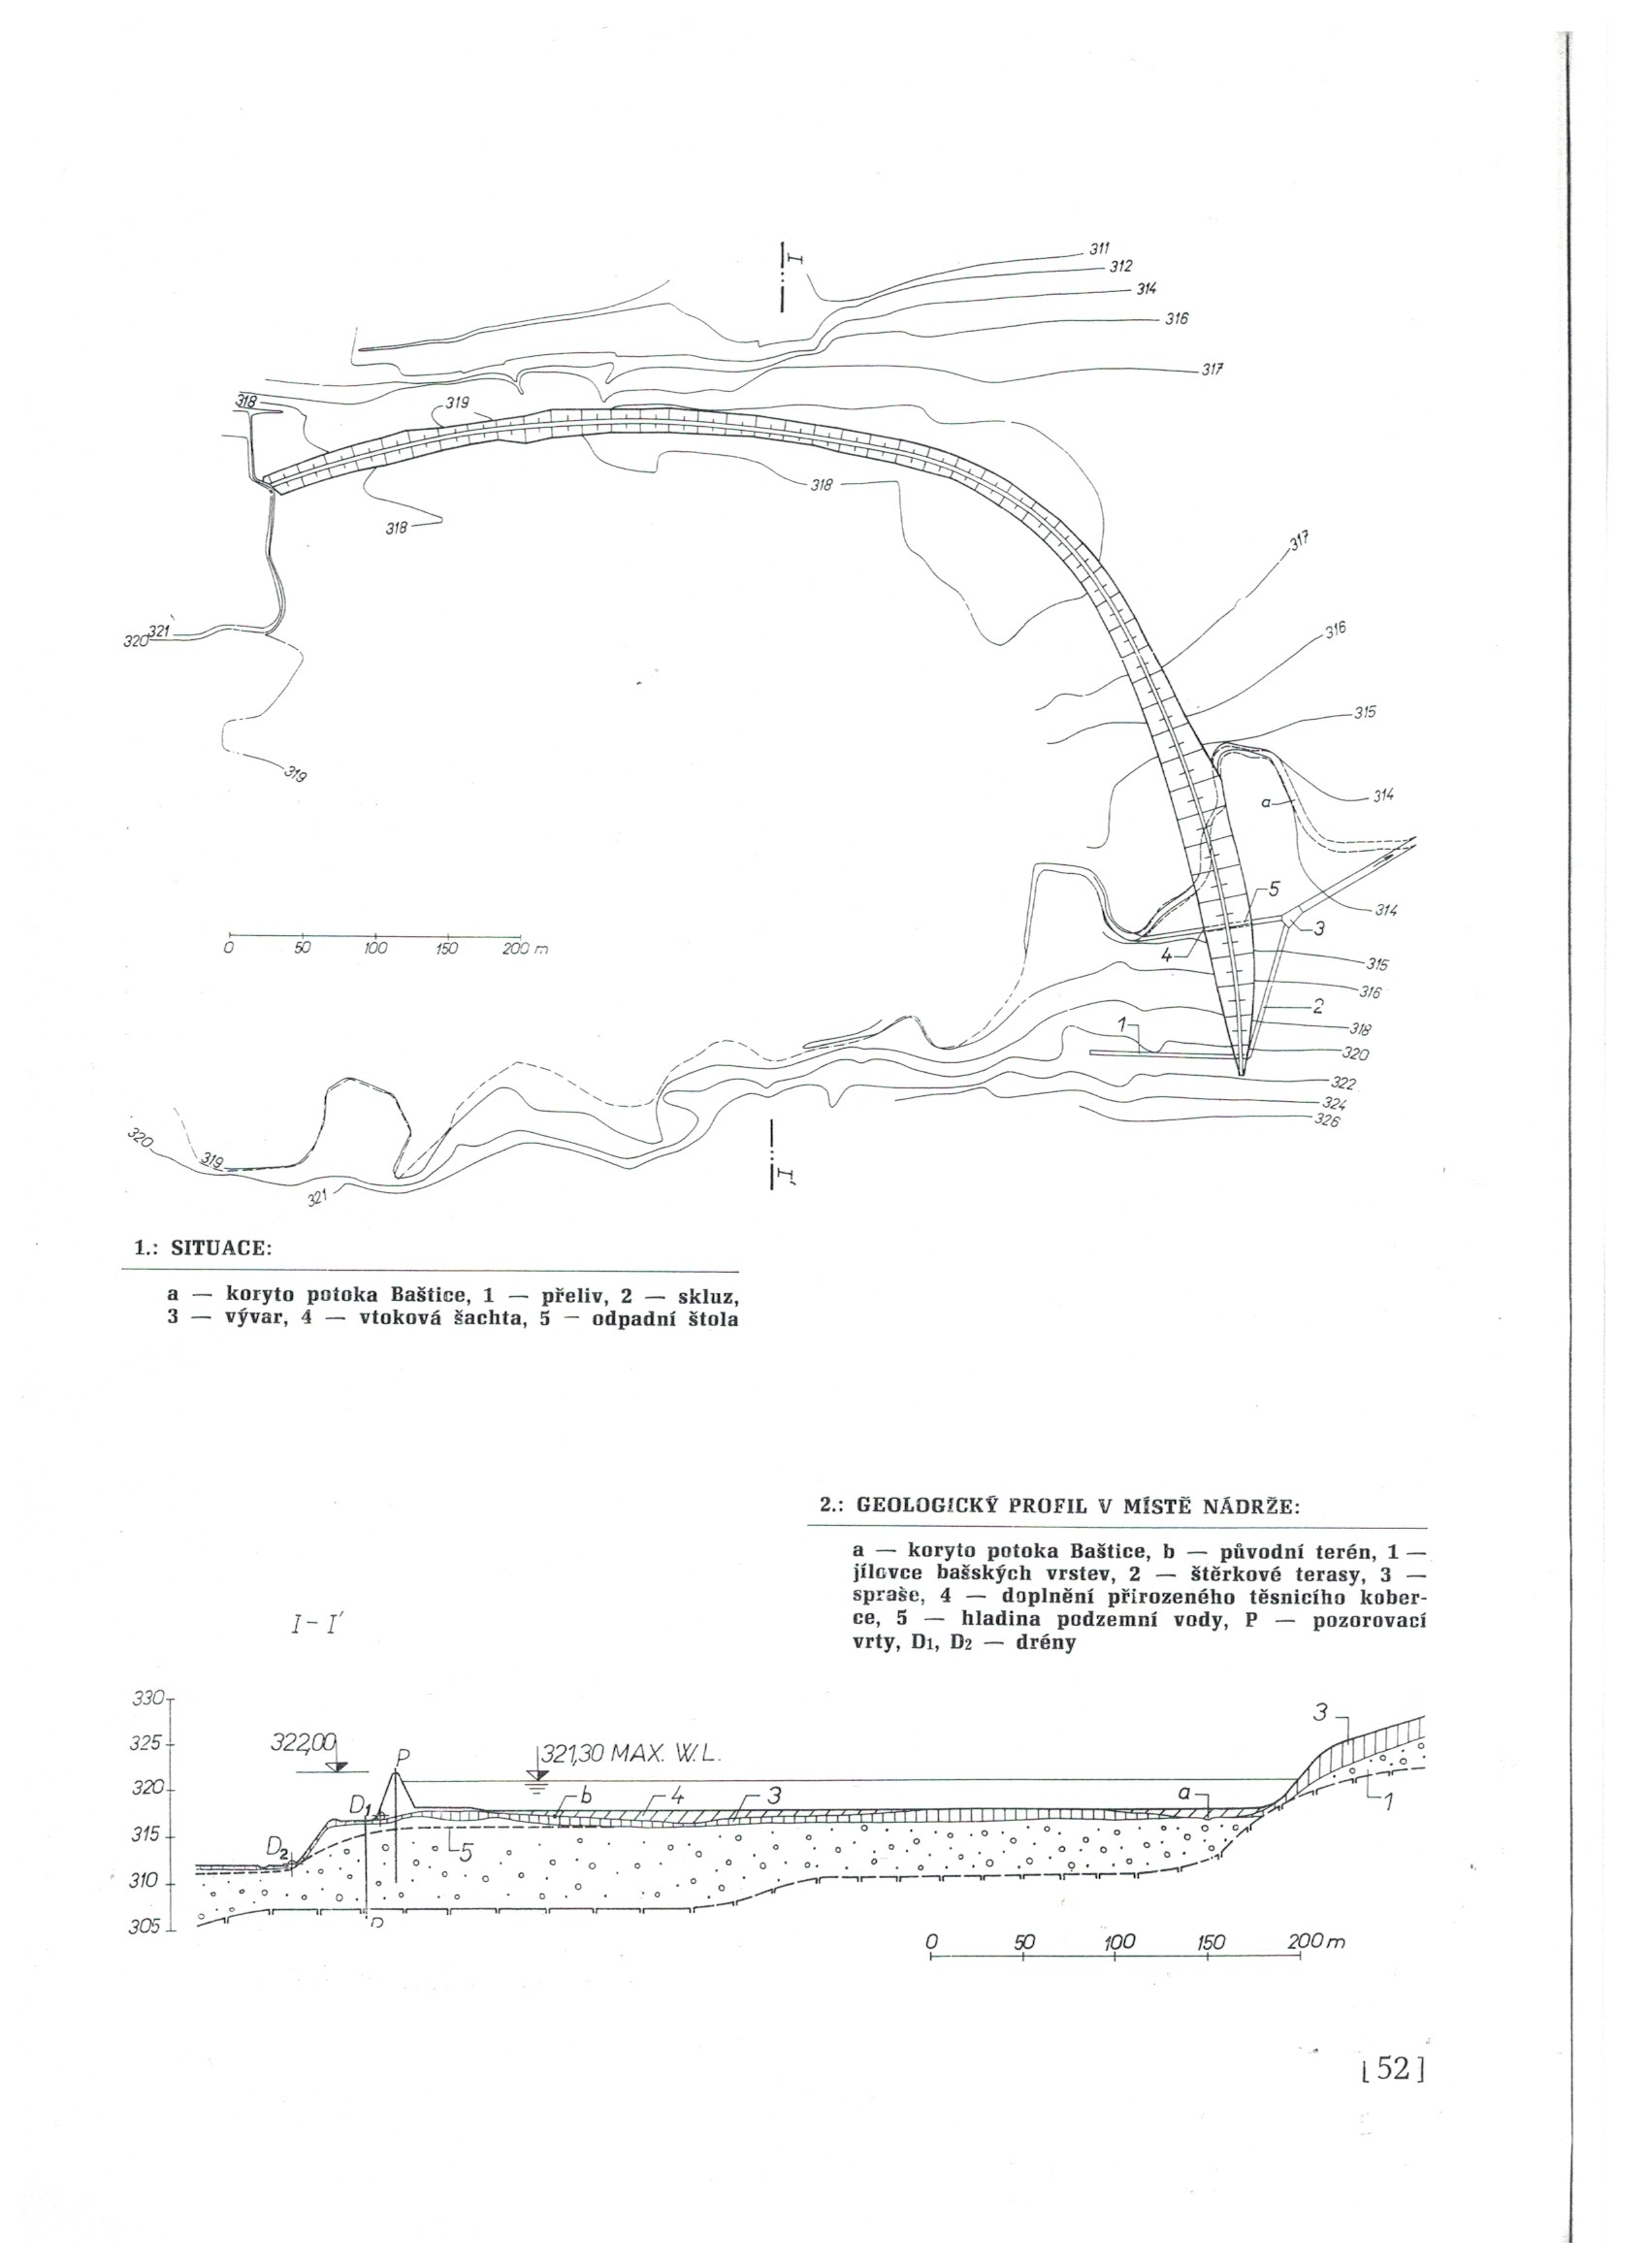 I
311
312
314
316
317
318
319
318
318
317
316
320 321
315
319
a
314
5
314
0 50 100 150 200 m
3
4
315
316
2
1
318
320
322
324
326
320
319
I'
321
1.: SITUACE:
a — koryto potoka Baštice, 1 — přeliv, 2 — skluz,
3 — vývar, 4 — vtoková šachta, 5 — odpadní štola
2.: GEOLOGICKÝ PROFIL V MÍSTĚ NÁDRŽE:
a — koryto potoka Baštice, b — původní terén, 1 —
jílovce bašských vrstev, 2 — štěrkové terasy, 3 —
spraše, 4 — doplnění přirozeného těsnicího kober-
ce, 5 — hladina podzemní vody, P — pozorovací
vrty, D1, D2 — drény
I-I'
330
3
325
322,00
P
321,30 MAX. W.L.
320
D1
b
4
3
a
1
315
D2
5
310
305
0 50 100 150 200 m
[52]